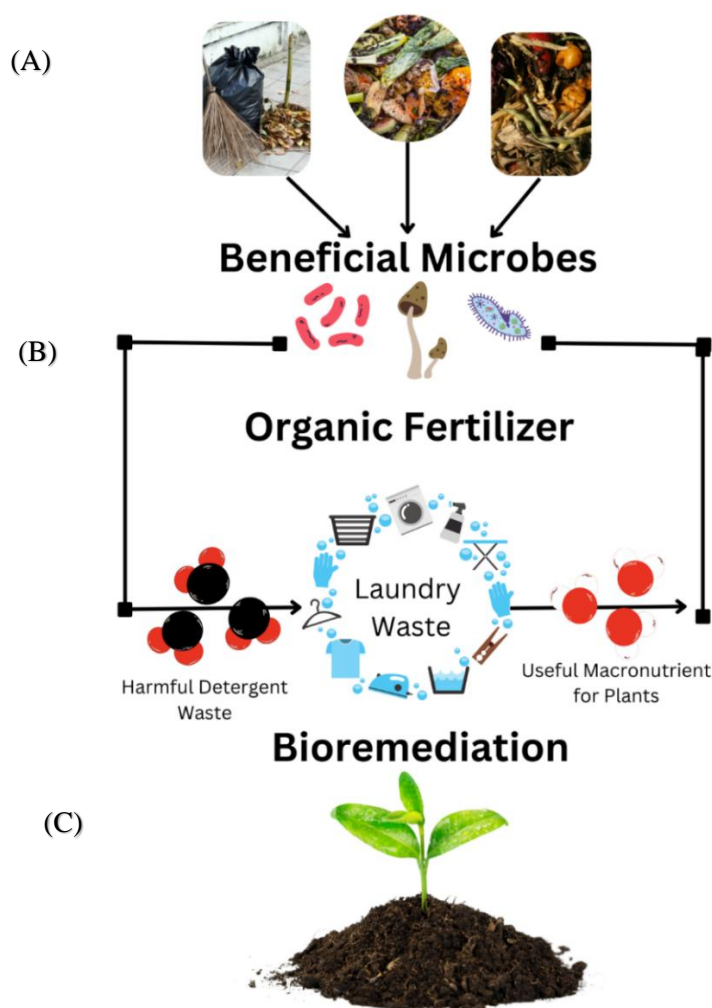 (A)
Beneficial Microbes
(B)
Organic Fertilizer
Laundry
Waste
Harmful Detergent
Waste
Useful Macronutrient
for Plants
Bioremediation
(C)